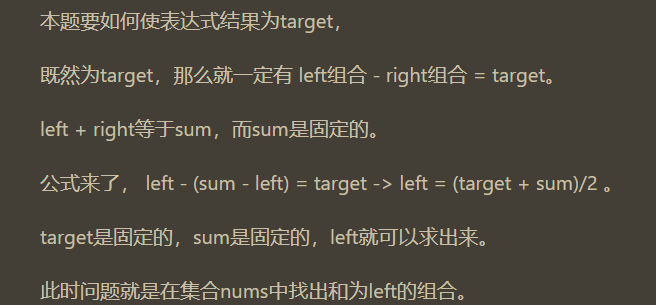 本题要如何使表达式结果为target，
既然为target，那么就一定有 left组合 - right组合 = target。
left + right等于sum，而sum是固定的。
公式来了， left - (sum - left) = target -> left = (target + sum)/2 。
target是固定的，sum是固定的，left就可以求出来。
此时问题就是在集合nums中找出和为left的组合。